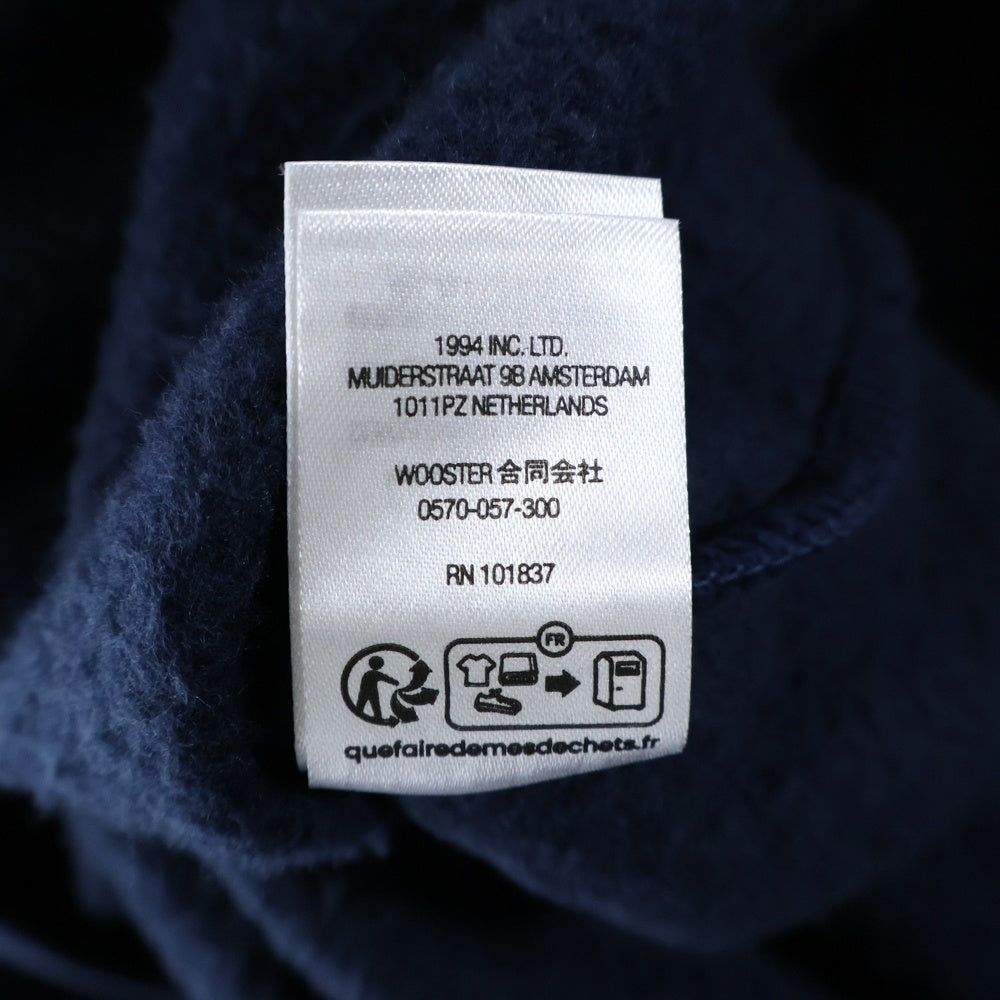 1994 INC. LTD.
MUIDERSTRAAT 9B AMSTERDAM
1011PZ NETHERLANDS
WOOSTER 合同会社
0570-057-300
RN 101837
FR
quefairedemesdechets.fr